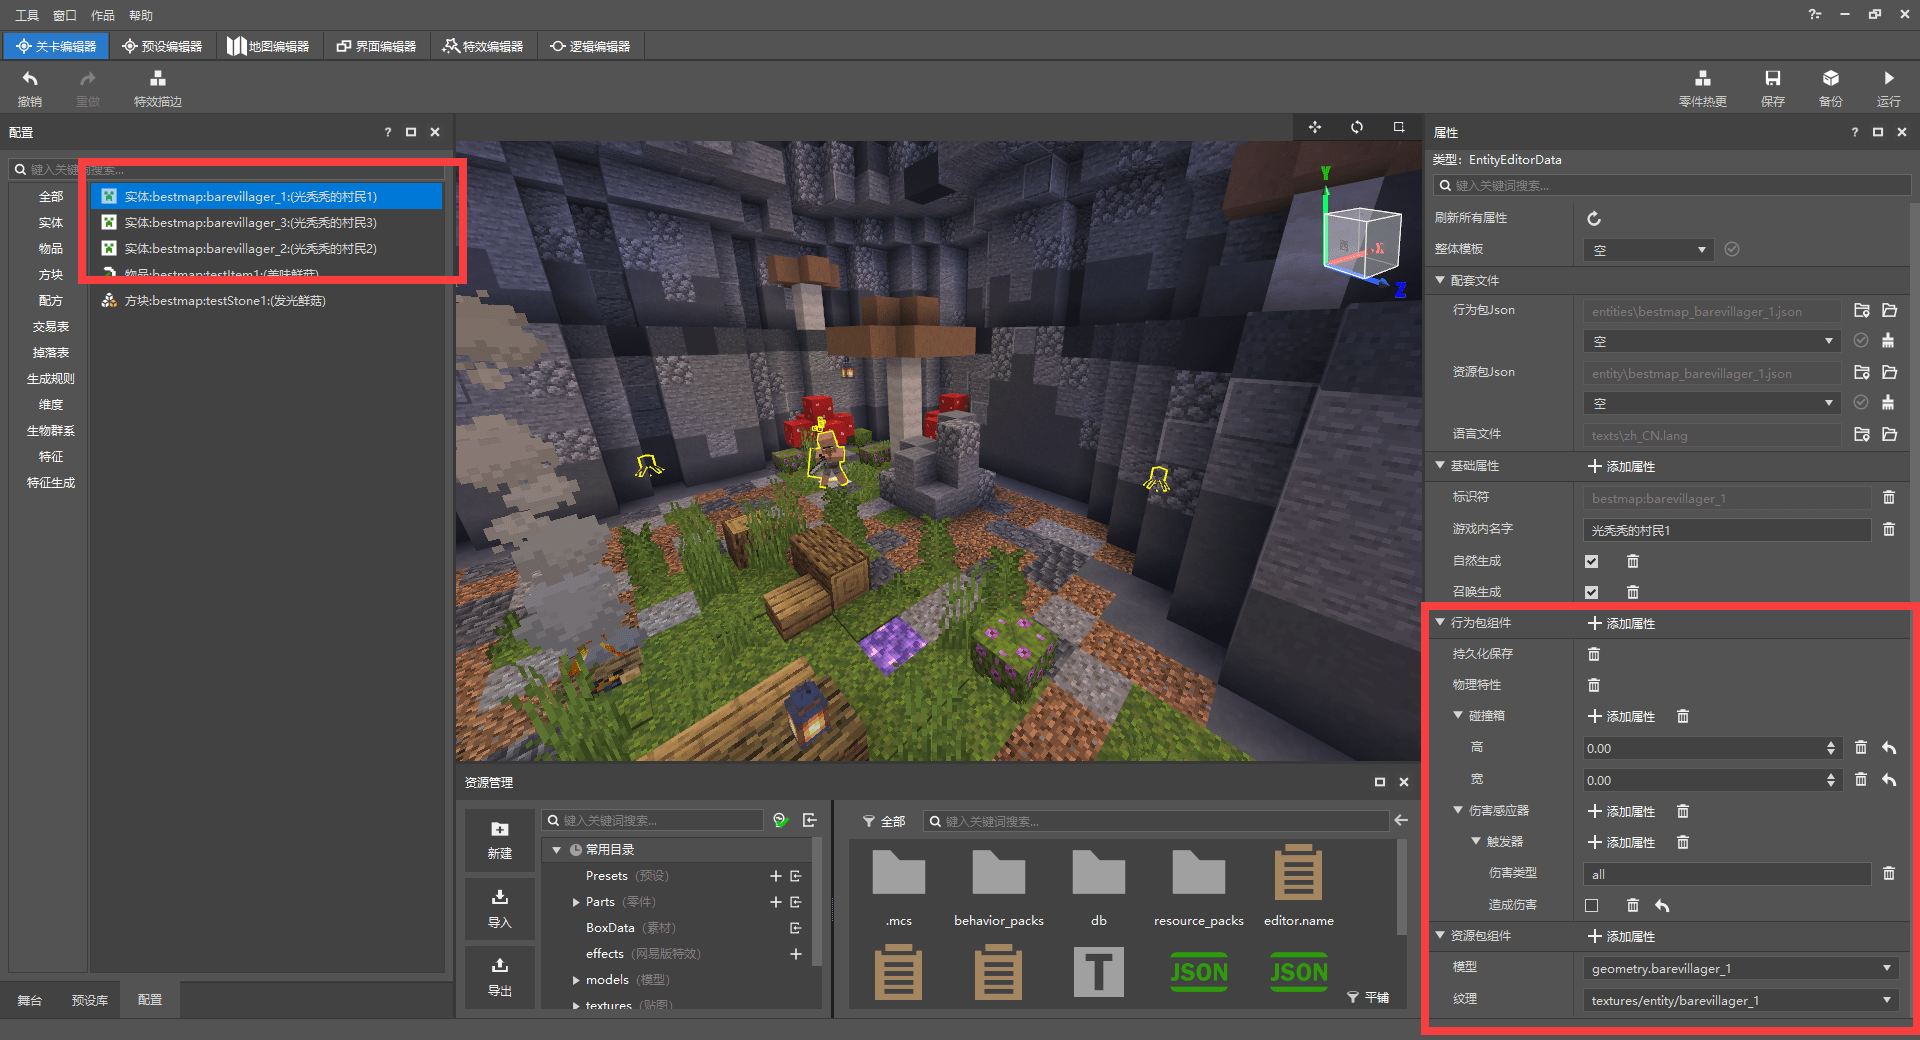 工具 窗口 作品 帮助
关卡编辑器 预设编辑器 地图编辑器 界面编辑器 特效编辑器 逻辑编辑器
撤销 重做 特效描边 零件热更 保存 备份 运行
配置
键入关键词搜索...
全部
实体
物品
方块
配方
交易表
掉落表
生成规则
维度
生物群系
特征
特征生成
实体:bestmap:barevillager_1:(光秃秃的村民1)
实体:bestmap:barevillager_3:(光秃秃的村民3)
实体:bestmap:barevillager_2:(光秃秃的村民2)
物品:bestmap:testItem1:(美味鲜菇)
方块:bestmap:testStone1:(发光鲜菇)
舞台 预设库 配置
Y
X
Z
资源管理
新建
导入
导出
键入关键词搜索...
常用目录
Presets (预设)
Parts (零件)
BoxData (素材)
effects (网易版特效)
models (模型)
textures (贴图)
全部 键入关键词搜索...
.mcs behavior_packs db resource_packs editor.name
T JSON JSON
平铺
属性
类型: EntityEditorData
键入关键词搜索...
刷新所有属性
整体模板 空
配套文件
行为包Json entities\bestmap_barevillager_1.json
空
资源包Json entity\bestmap_barevillager_1.json
空
语言文件 texts\zh_CN.lang
基础属性 添加属性
标识符 bestmap:barevillager_1
游戏内名字 光秃秃的村民1
自然生成
召唤生成
行为包组件 添加属性
持久化保存
物理特性
碰撞箱 添加属性
高 0.00
宽 0.00
伤害感应器 添加属性
触发器 添加属性
伤害类型 all
造成伤害
资源包组件 添加属性
模型 geometry.barevillager_1
纹理 textures/entity/barevillager_1